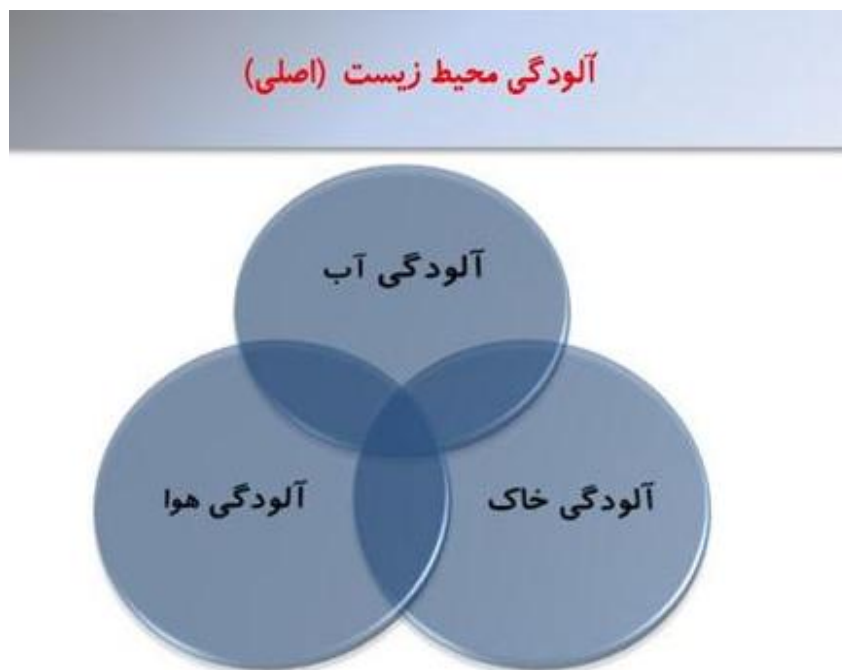 آلودگی محیط زیست (اصلی)
آلودگی آب
آلودگی خاک
آلودگی هوا